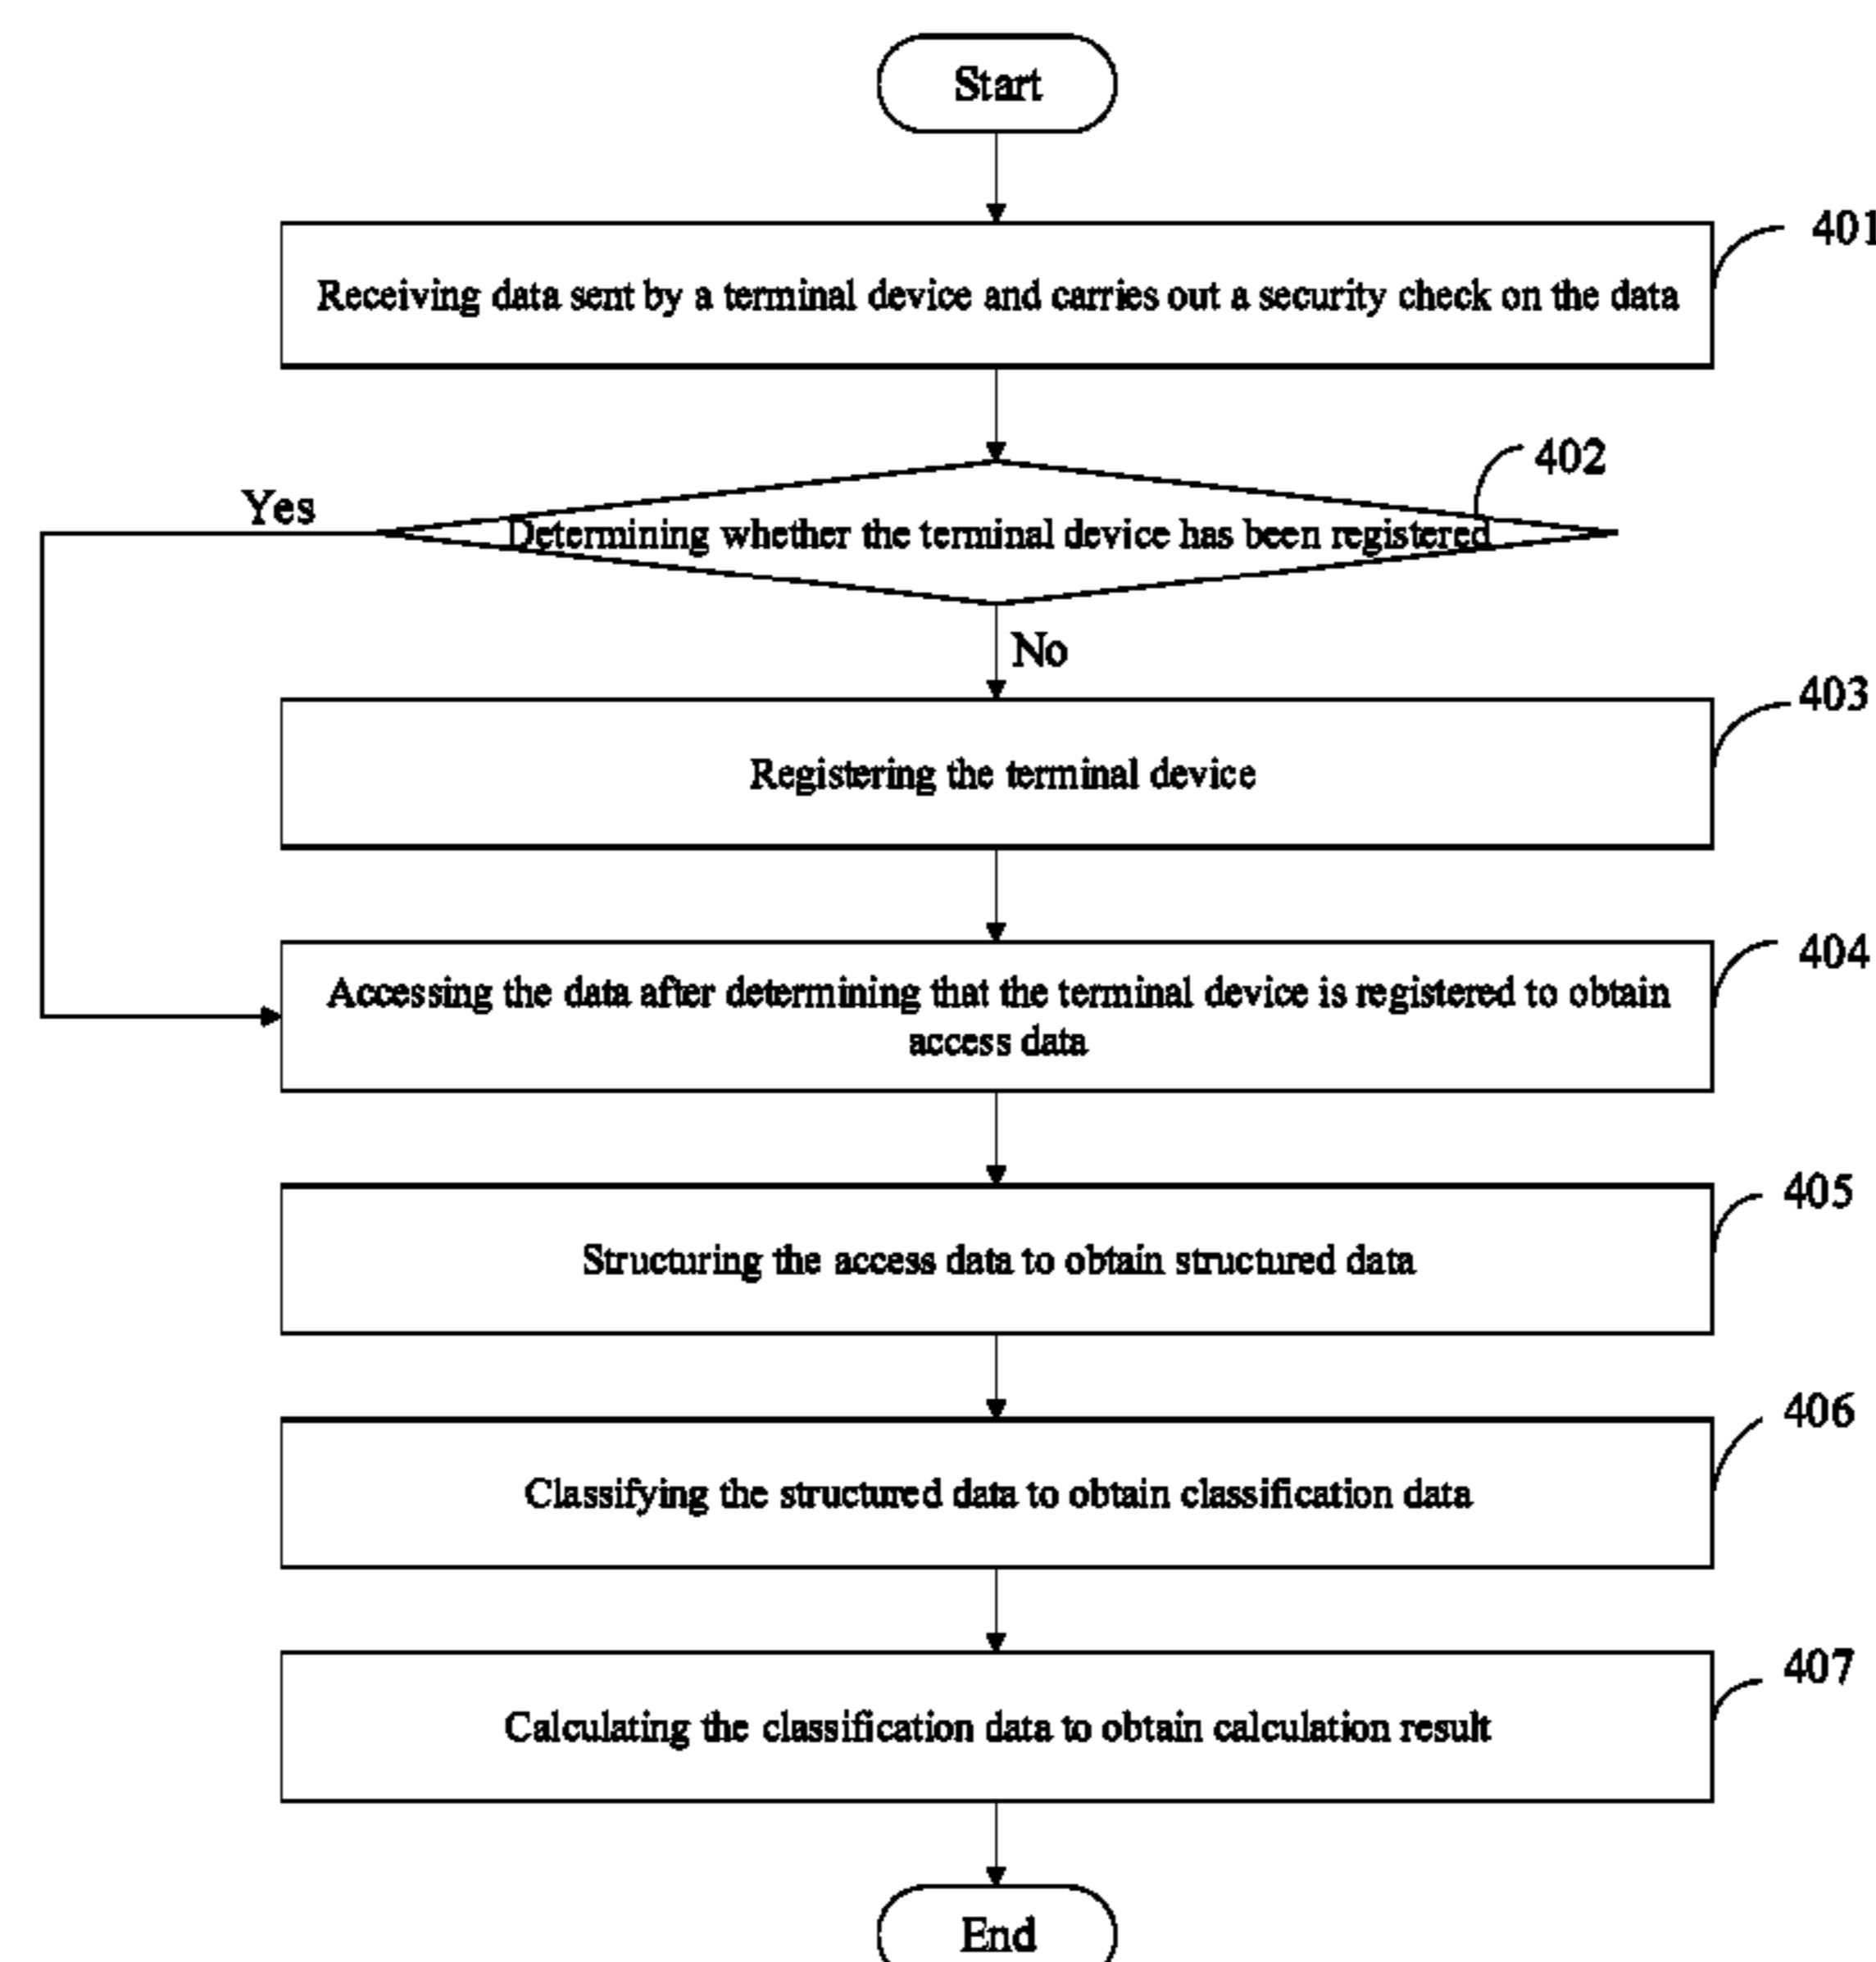 Start
401
Receiving data sent by a terminal device and carries out a security check on the data
402
Yes
Determining whether the terminal device has been registered
No
403
Registering the terminal device
404
Accessing the data after determining that the terminal device is registered to obtain
access data
405
Structuring the access data to obtain structured data
406
Classifying the structured data to obtain classification data
407
Calculating the classification data to obtain calculation result
End